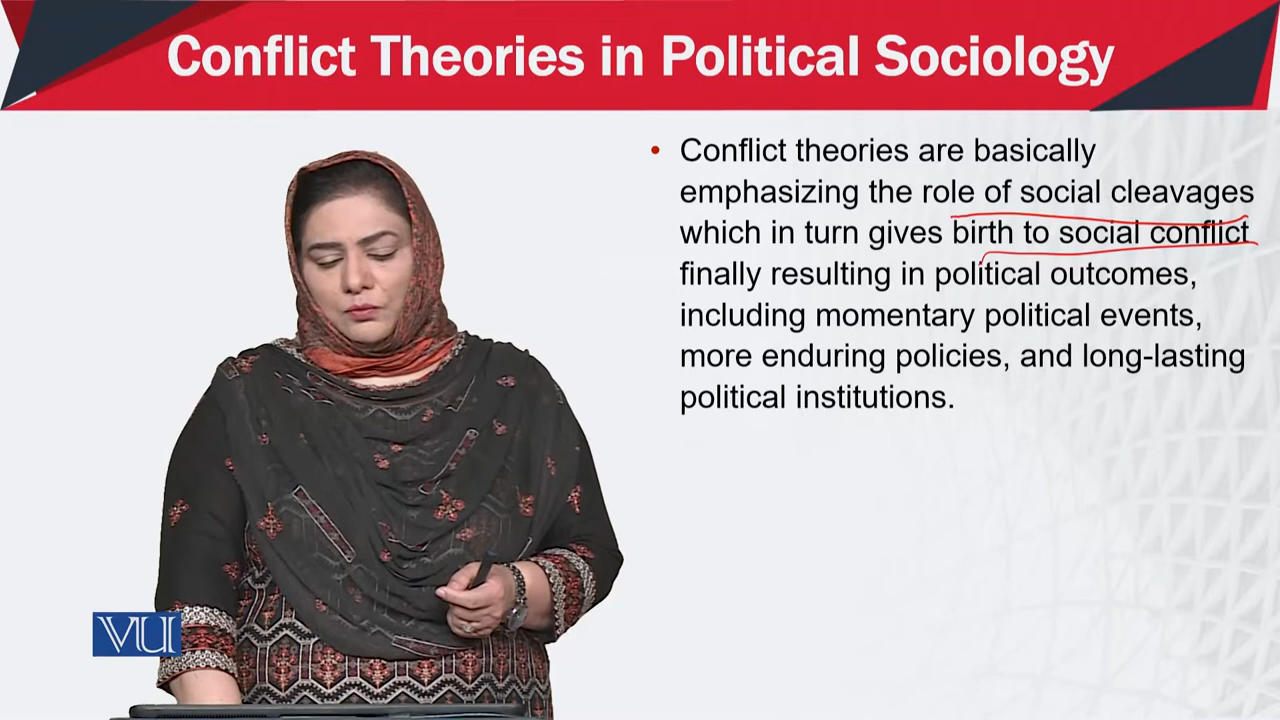 Conflict Theories in Political Sociology
• Conflict theories are basically
emphasizing the role of social cleavages
which in turn gives birth to social conflict
finally resulting in political outcomes,
including momentary political events,
more enduring policies, and long-lasting
political institutions.
VU